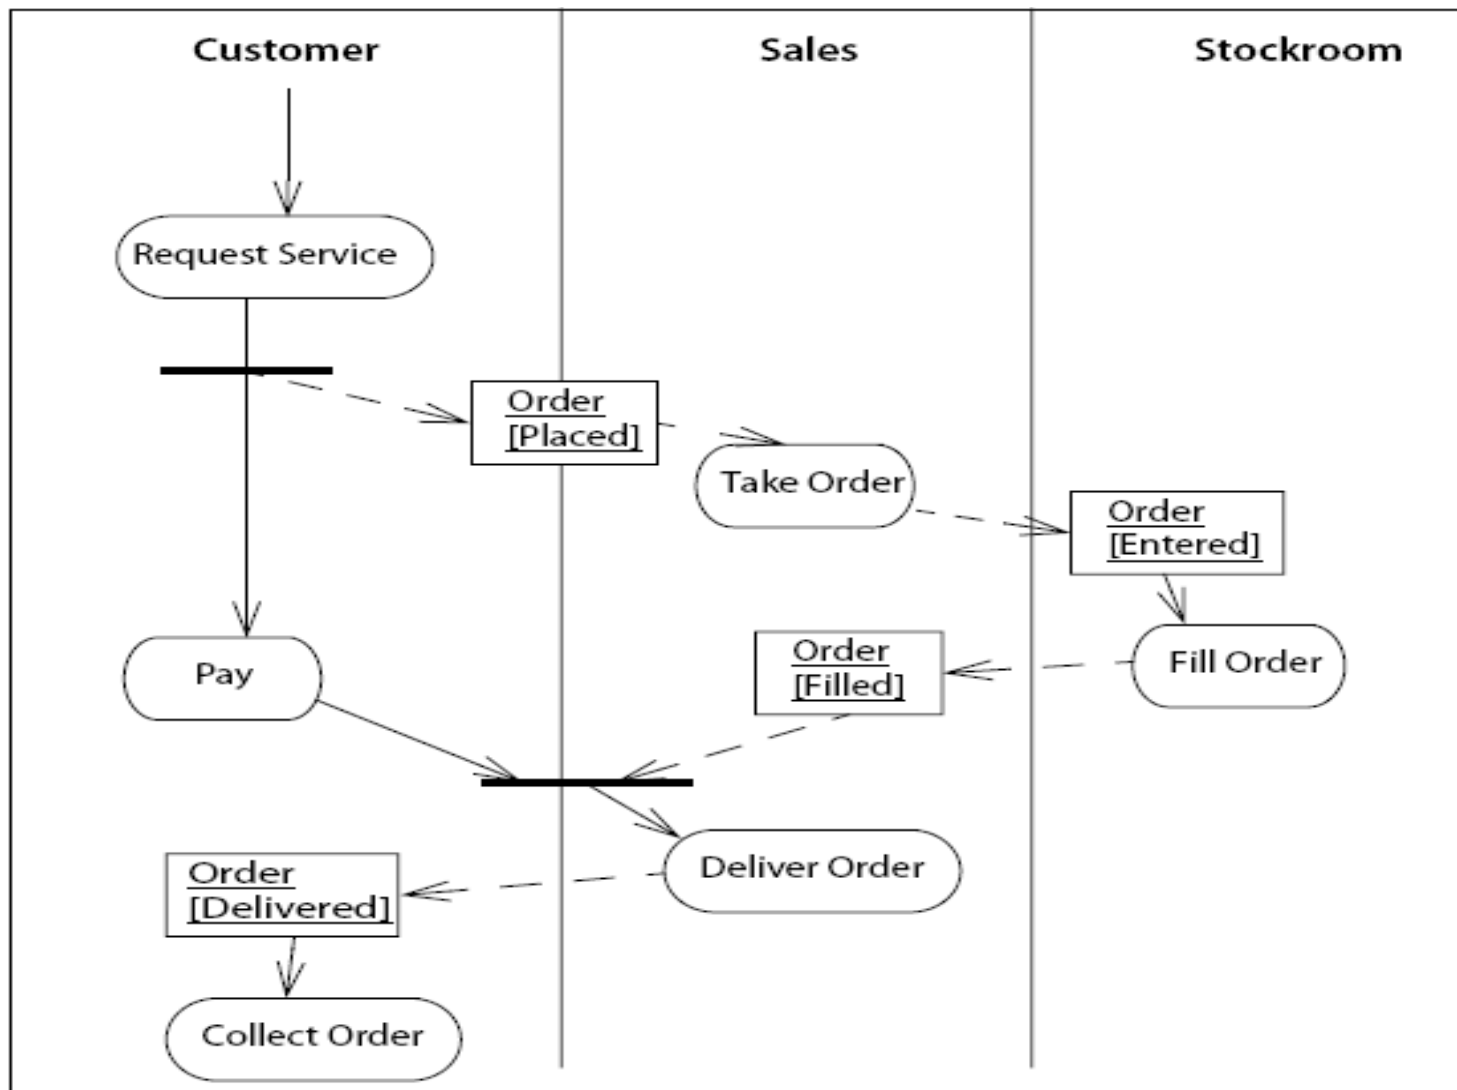 Customer
Sales
Stockroom
Request Service
Order
[Placed]
Take Order
Order
[Entered]
Pay
Order
[Filled]
Fill Order
Deliver Order
Order
[Delivered]
Collect Order